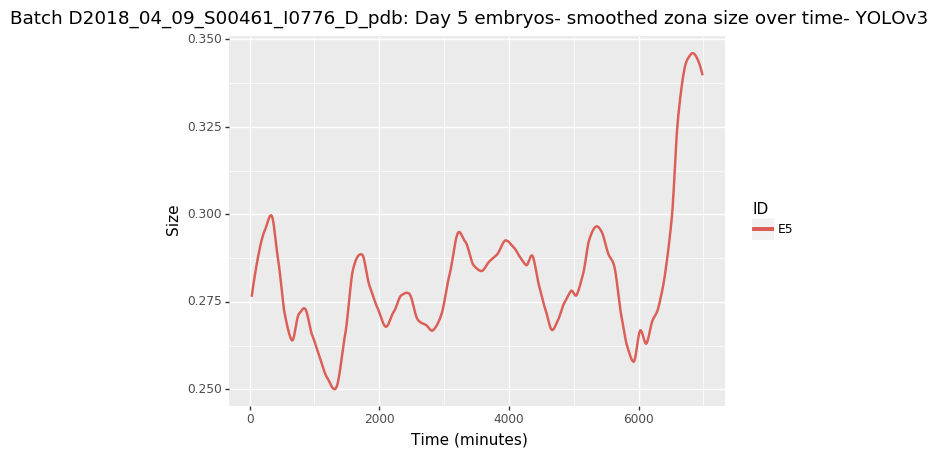 Batch D2018_04_09_S00461_I0776_D_pdb: Day 5 embryos- smoothed zona size over time- YOLOv3
0.350
0.325
0.300
0.275
0.250
Size
0
2000
4000
6000
Time (minutes)
ID
E5